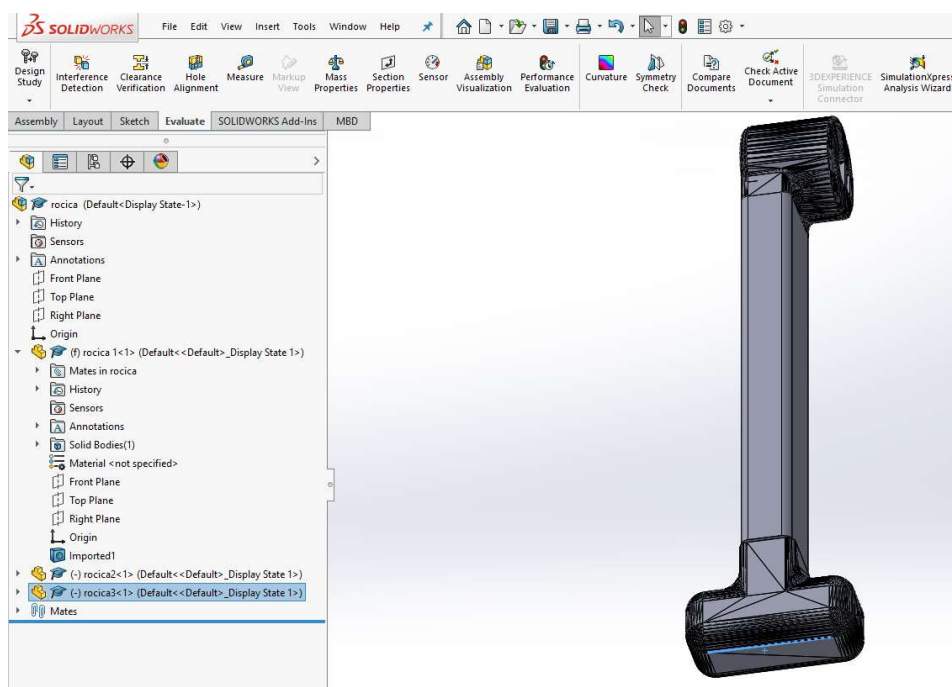 SOLIDWORKS File Edit View Insert Tools Window Help
Design Study
Interference Detection
Clearance Verification
Hole Alignment
Measure
Markup View
Mass Properties
Section Properties
Sensor
Assembly Visualization
Performance Evaluation
Curvature
Symmetry Check
Compare Documents
Check Active Document
3DEXPERIENCE Simulation Connector
SimulationXpress Analysis Wizard
Assembly Layout Sketch Evaluate SOLIDWORKS Add-Ins MBD
rocica (Default<Display State-1>)
History
Sensors
Annotations
Front Plane
Top Plane
Right Plane
Origin
(f) rocica 1<1> (Default<<Default>_Display State 1>)
Mates in rocica
History
Sensors
Annotations
Solid Bodies(1)
Material <not specified>
Front Plane
Top Plane
Right Plane
Origin
Imported1
(-) rocica2<1> (Default<<Default>_Display State 1>)
(-) rocica3<1> (Default<<Default>_Display State 1>)
Mates